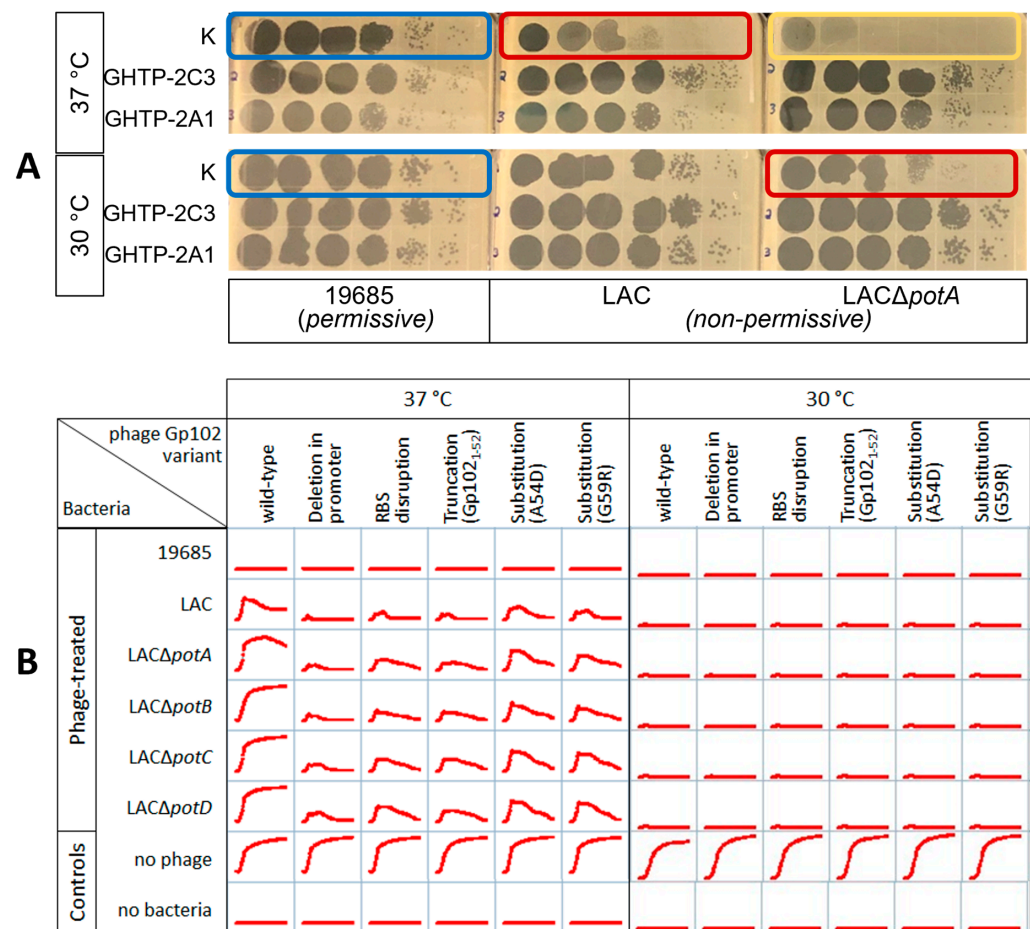 A
37 °C
K
GHTP-2C3
GHTP-2A1
30 °C
K
GHTP-2C3
GHTP-2A1
19685
(permissive)
LAC
LACΔpotA
(non-permissive)
B
37 °C
30 °C
phage Gp102
variant
Bacteria
wild-type
Deletion in
promoter
RBS
disruption
Truncation
(Gp102₁₋₅₂)
Substitution
(A54D)
Substitution
(G59R)
wild-type
Deletion in
promoter
RBS
disruption
Truncation
(Gp102₁₋₅₂)
Substitution
(A54D)
Substitution
(G59R)
Phage-treated
19685
LAC
LACΔpotA
LACΔpotB
LACΔpotC
LACΔpotD
Controls
no phage
no bacteria